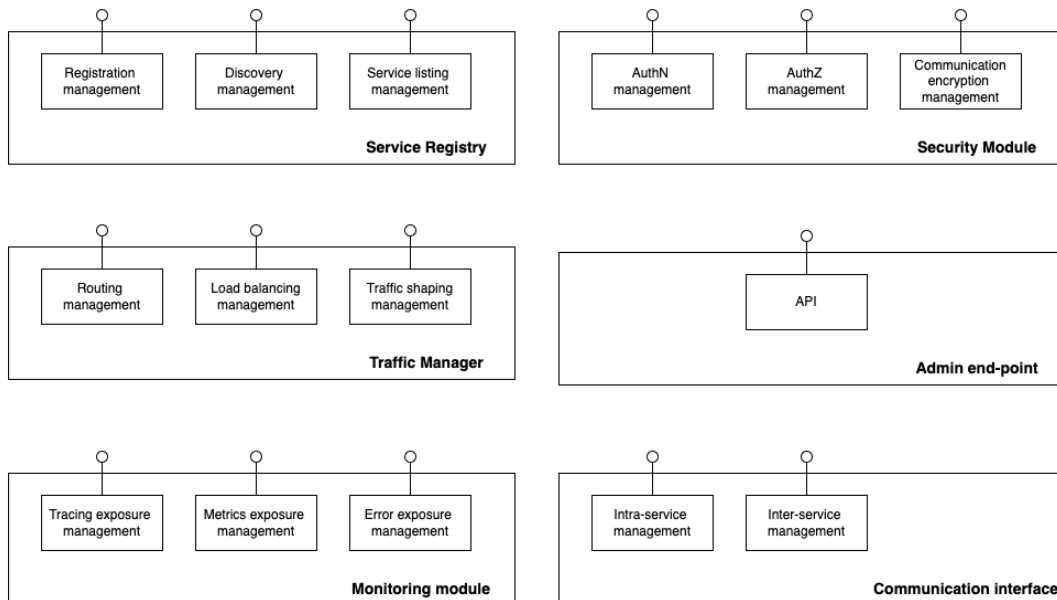 Registration
management
Discovery
management
Service listing
management
Service Registry
AuthN
management
AuthZ
management
Communication
encryption
management
Security Module
Routing
management
Load balancing
management
Traffic shaping
management
Traffic Manager
API
Admin end-point
Tracing exposure
management
Metrics exposure
management
Error exposure
management
Monitoring module
Intra-service
management
Inter-service
management
Communication interface